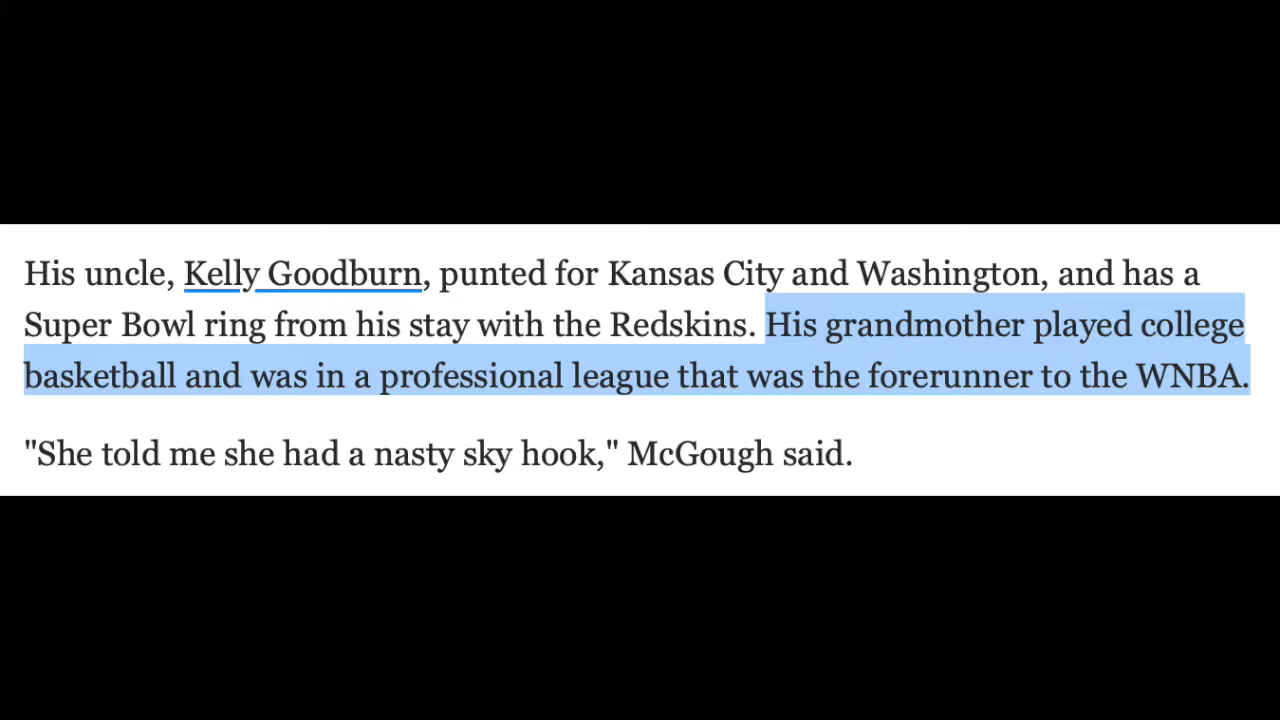 His uncle, Kelly Goodburn, punted for Kansas City and Washington, and has a
Super Bowl ring from his stay with the Redskins. His grandmother played college
basketball and was in a professional league that was the forerunner to the WNBA.
"She told me she had a nasty sky hook," McGough said.